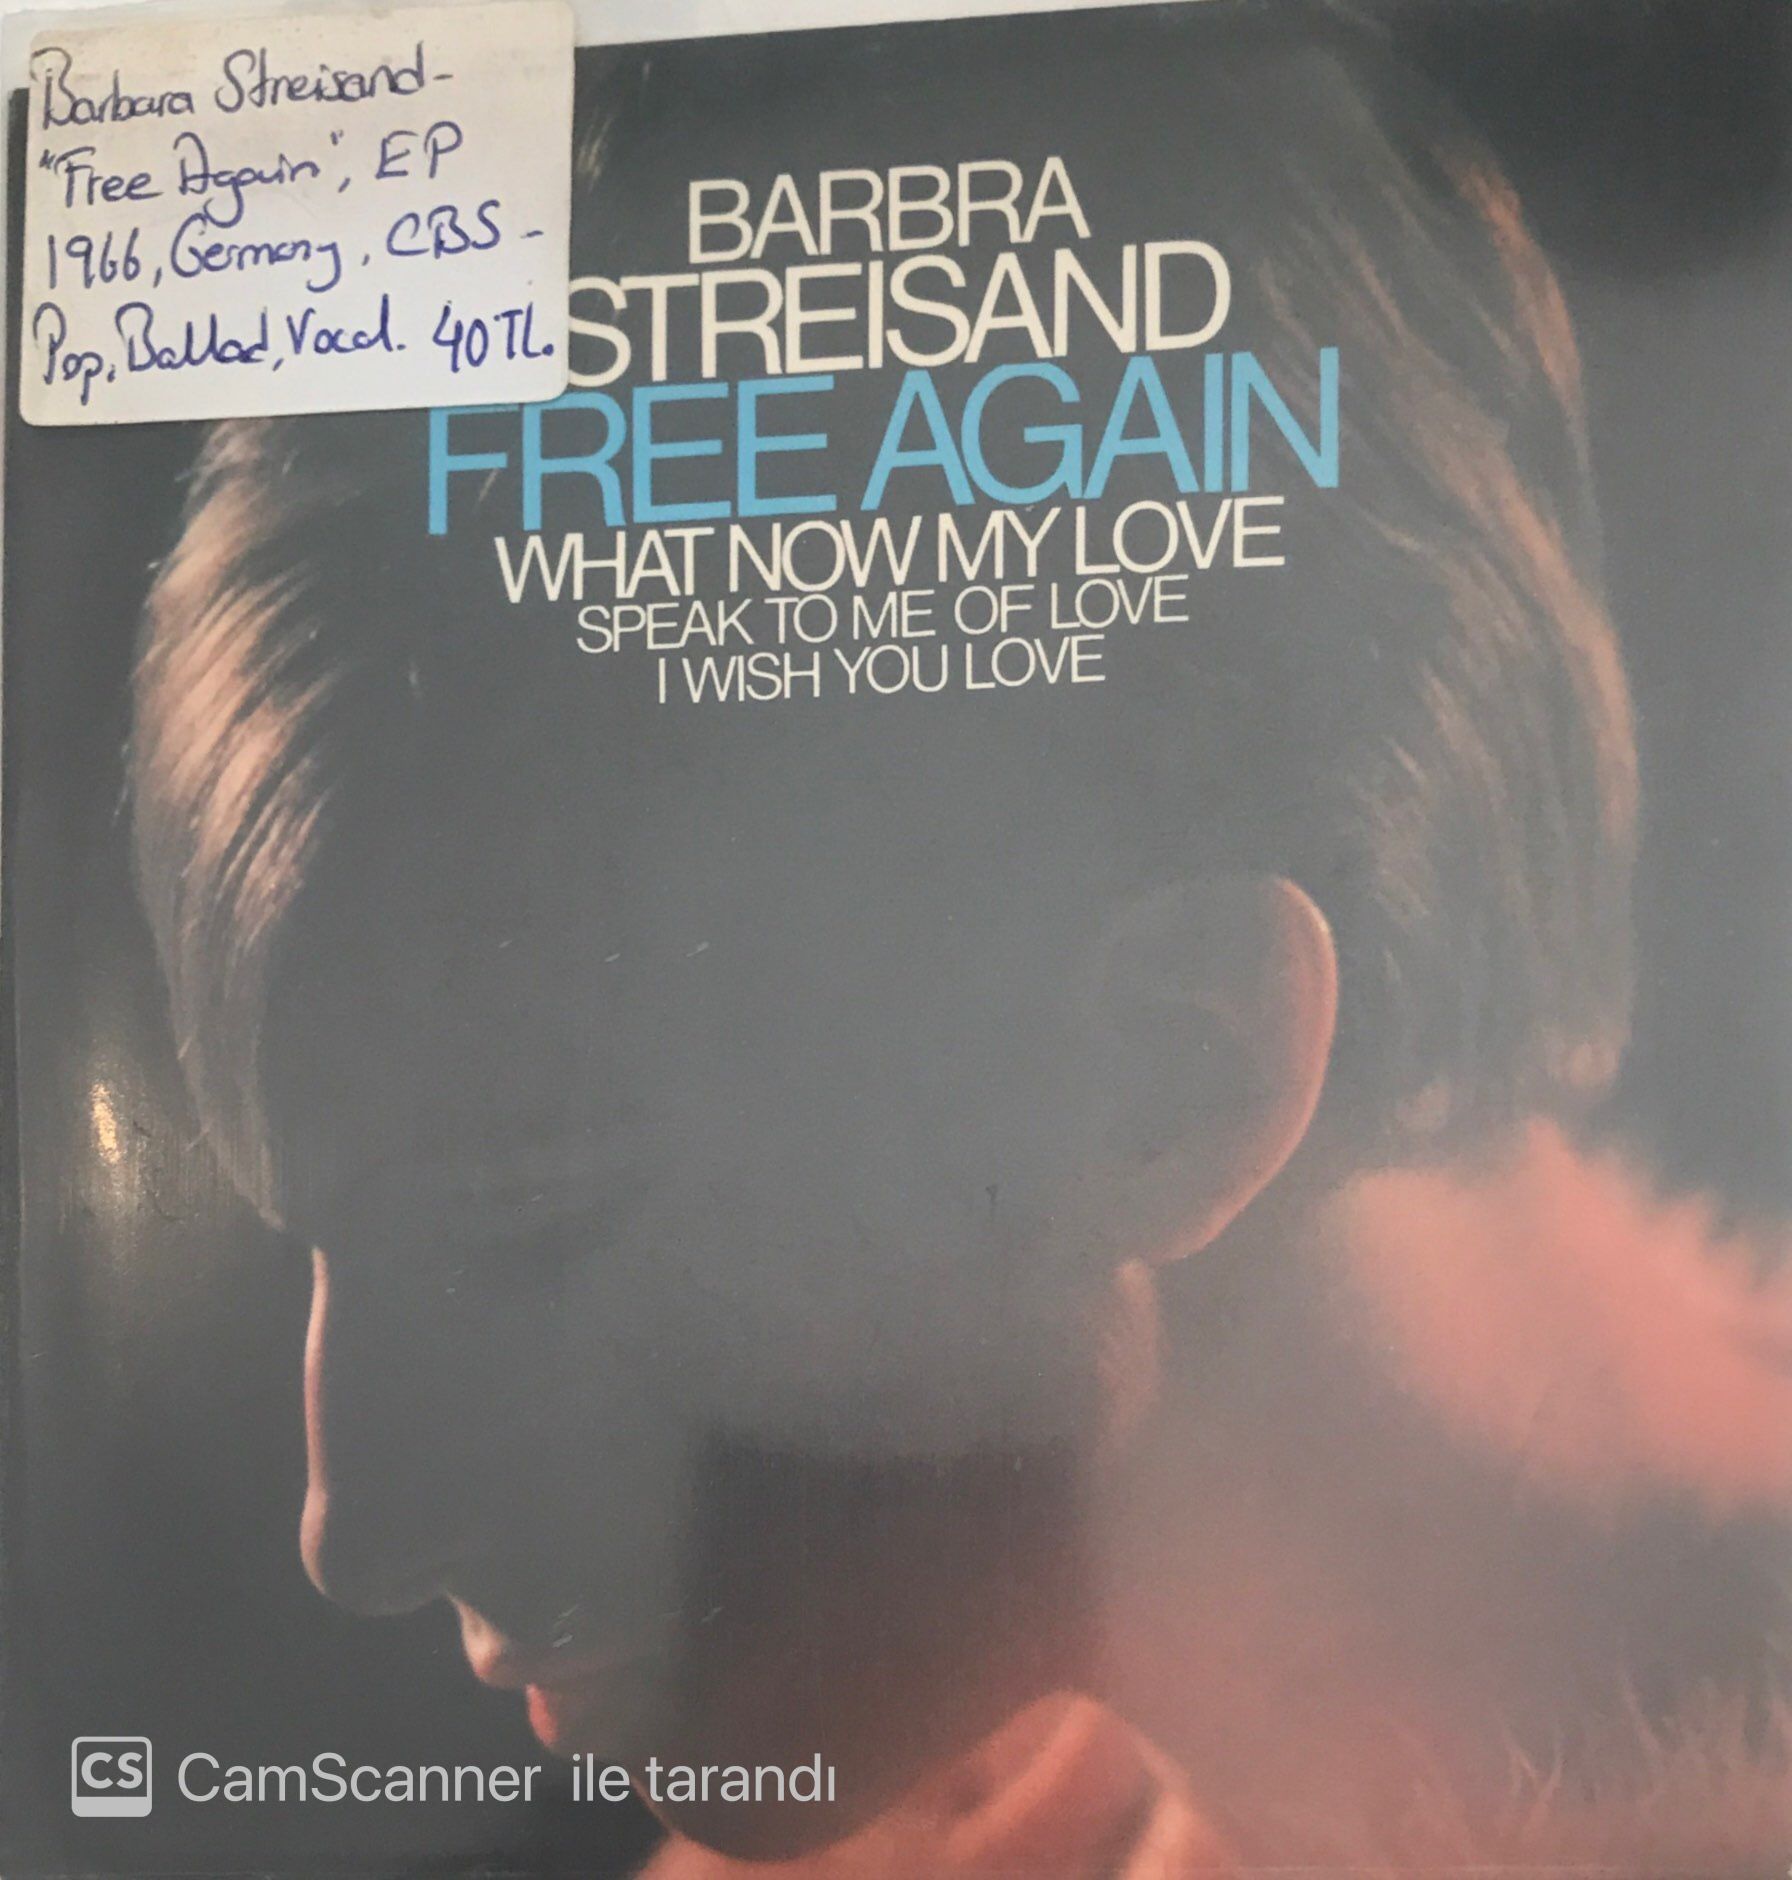 Barbara Streisand-
"Free Again", EP
1966, Germany, CBS-
Pop, Ballad, Vocal. 40TL.
BARBRA
STREISAND
FREE AGAIN
WHAT NOW MY LOVE
SPEAK TO ME OF LOVE
I WISH YOU LOVE
CS CamScanner ile tarandı